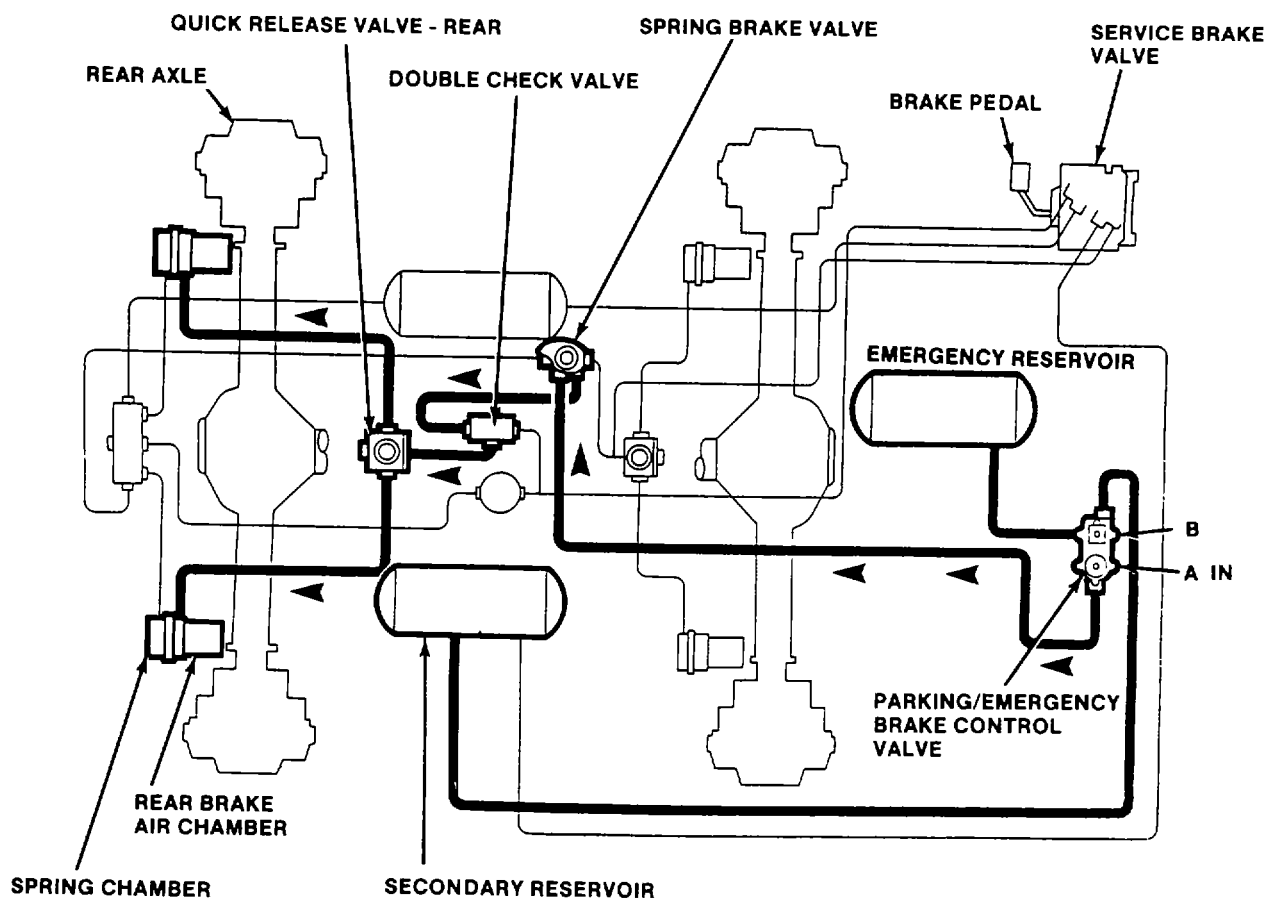 QUICK RELEASE VALVE - REAR
SPRING BRAKE VALVE
SERVICE BRAKE
VALVE
REAR AXLE
DOUBLE CHECK VALVE
BRAKE PEDAL
EMERGENCY RESERVOIR
B
A IN
PARKING/EMERGENCY
BRAKE CONTROL
VALVE
REAR BRAKE
AIR CHAMBER
SPRING CHAMBER
SECONDARY RESERVOIR